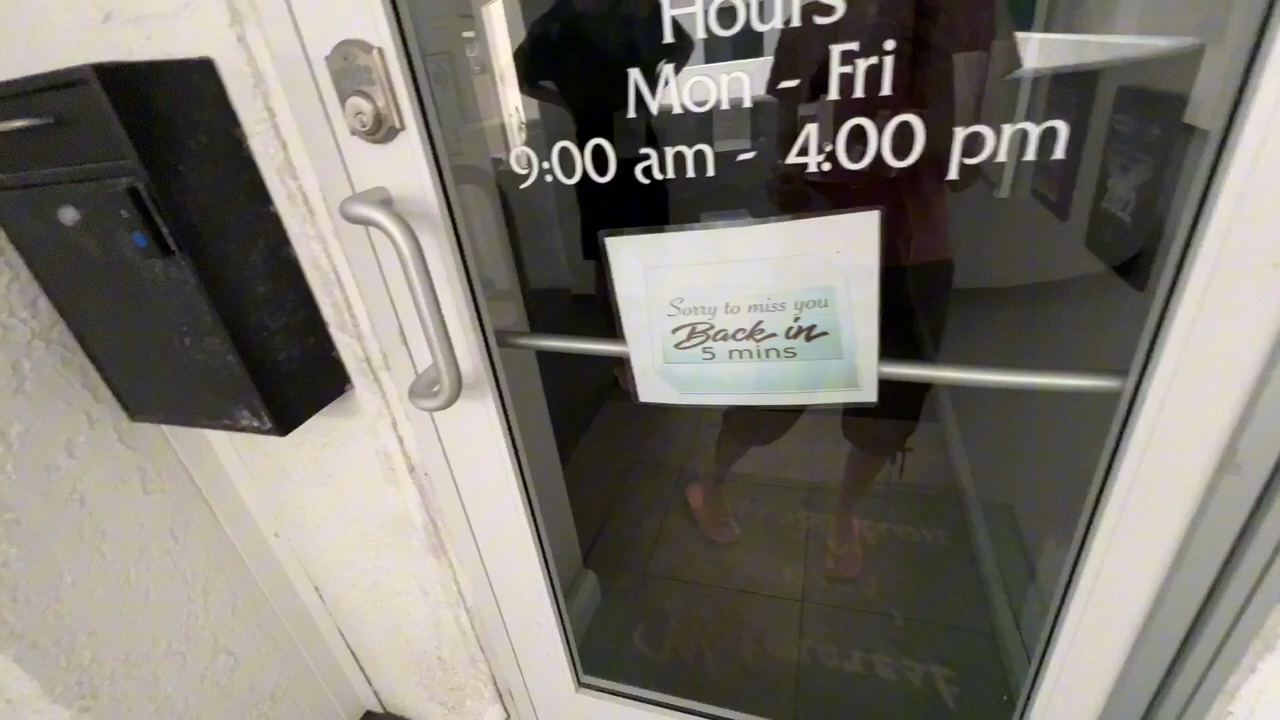 Hours
Mon - Fri
9:00 am - 4:00 pm
Sorry to miss you
Back in
5 mins